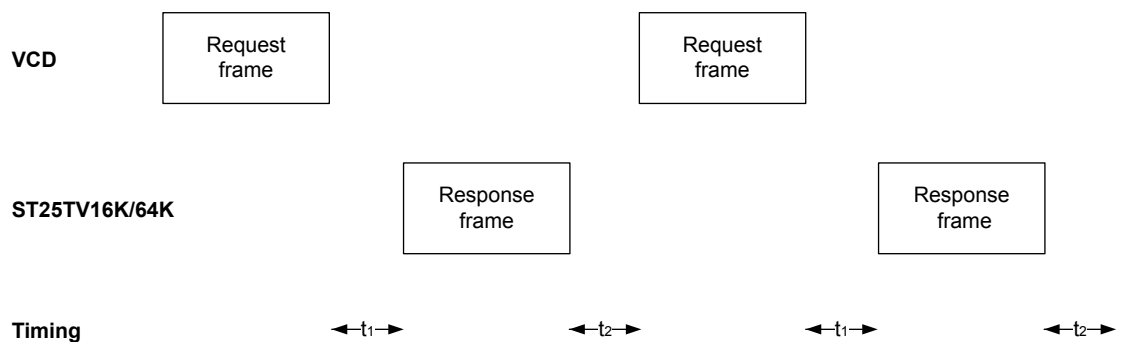 VCD
Request
frame
Request
frame
ST25TV16K/64K
Response
frame
Response
frame
Timing
t1
t2
t1
t2